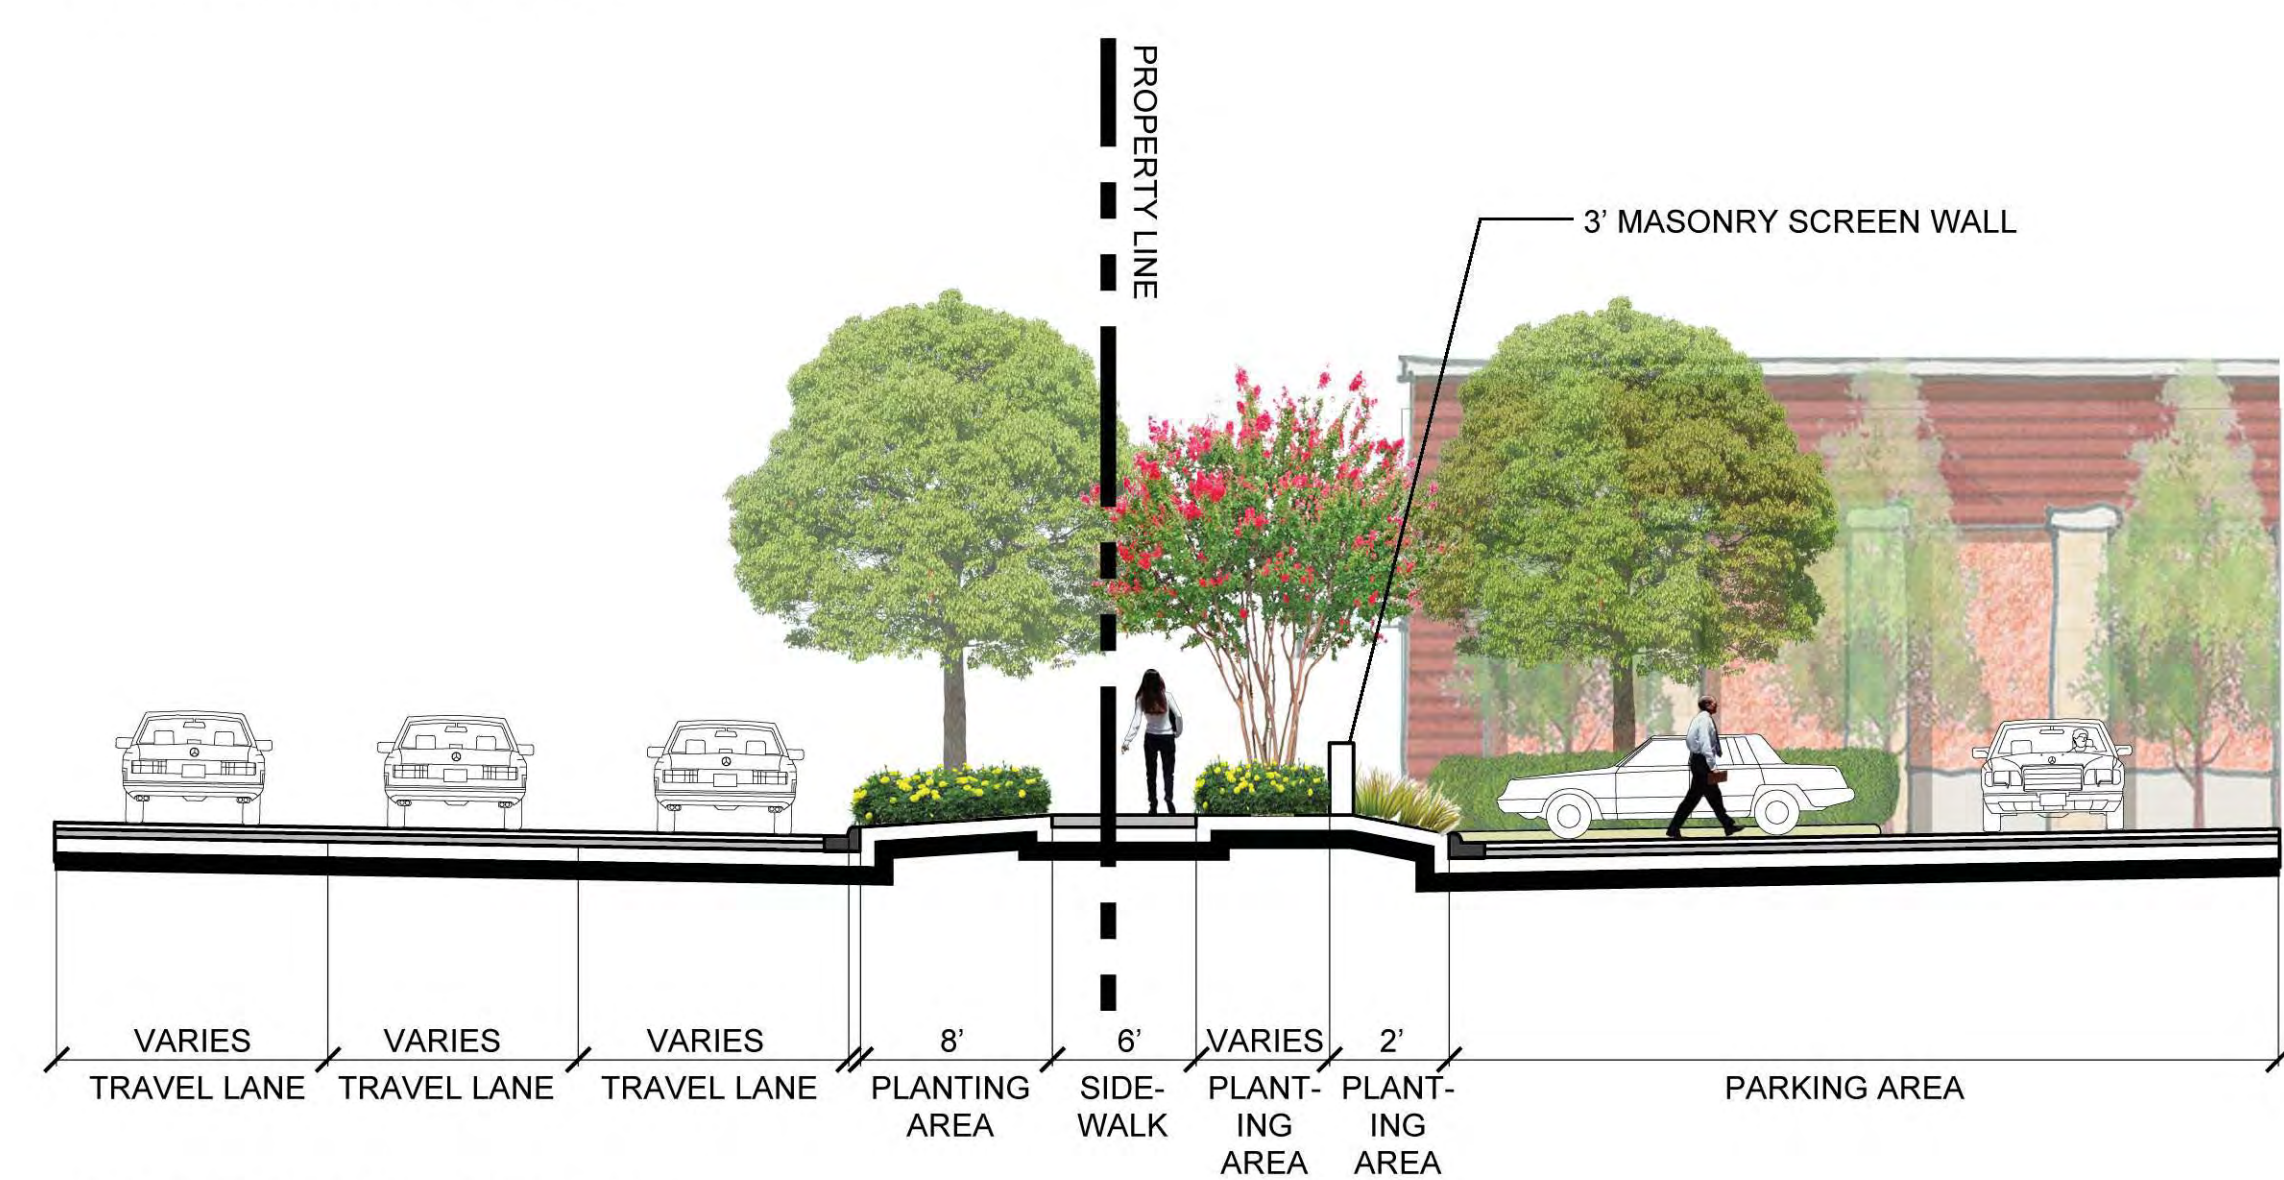 PROPERTY LINE
3’ MASONRY SCREEN WALL
VARIES
TRAVEL LANE
VARIES
TRAVEL LANE
VARIES
TRAVEL LANE
8’
PLANTING
AREA
6’
SIDE-
WALK
VARIES
PLANT-
ING
AREA
2’
PLANT-
ING
AREA
PARKING AREA